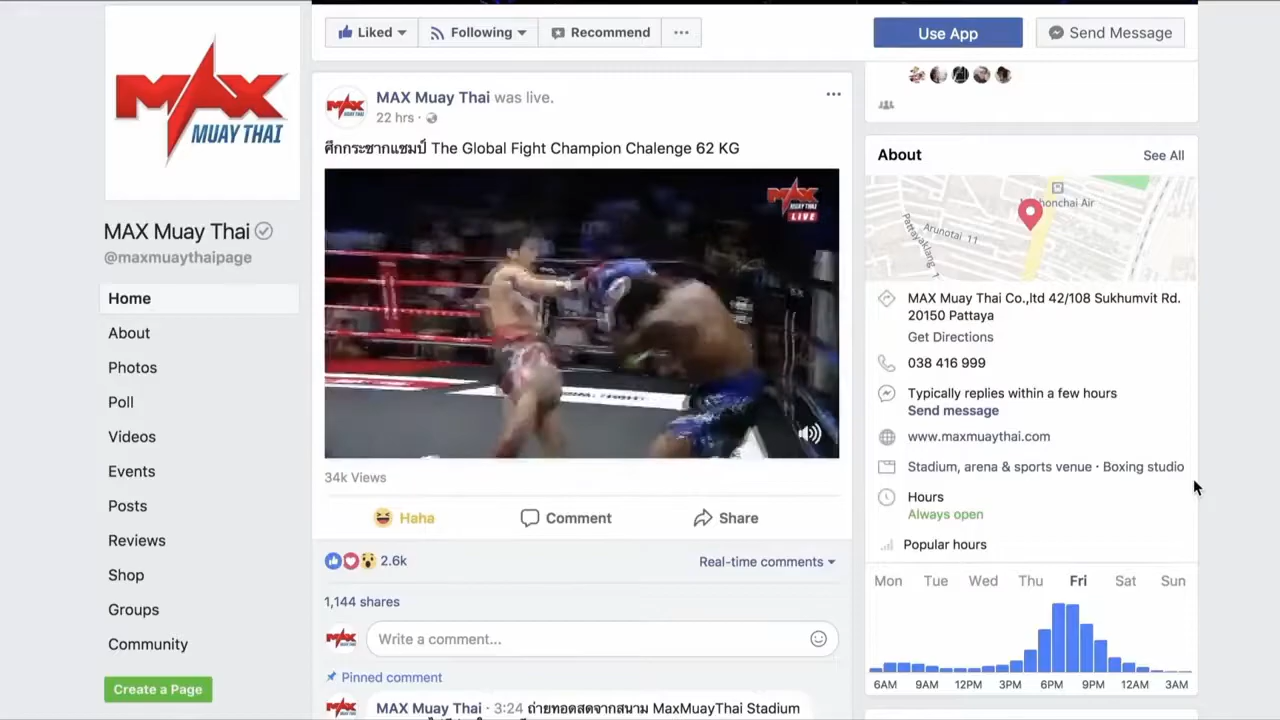 MAX
MUAY THAI
MAX Muay Thai
@maxmuaythaipage
Home
About
Photos
Poll
Videos
Events
Posts
Reviews
Shop
Groups
Community
Create a Page
Liked
Following
Recommend
Use App
Send Message
MAX Muay Thai was live.
22 hrs ·
ศึกกระชากแชมป์ The Global Fight Champion Chalenge 62 KG
MAX
MUAY THAI
LIVE
34k Views
Haha
Comment
Share
2.6k
Real-time comments
1,144 shares
Write a comment...
Pinned comment
MAX Muay Thai · 3:24 ถ่ายทอดสดจากสนาม MaxMuayThai Stadium
About
See All
honchai Air
Arunotai 11
Pattayaklang
MAX Muay Thai Co.,ltd 42/108 Sukhumvit Rd.
20150 Pattaya
Get Directions
038 416 999
Typically replies within a few hours
Send message
www.maxmuaythai.com
Stadium, arena & sports venue · Boxing studio
Hours
Always open
Popular hours
Mon Tue Wed Thu Fri Sat Sun
6AM 9AM 12PM 3PM 6PM 9PM 12AM 3AM